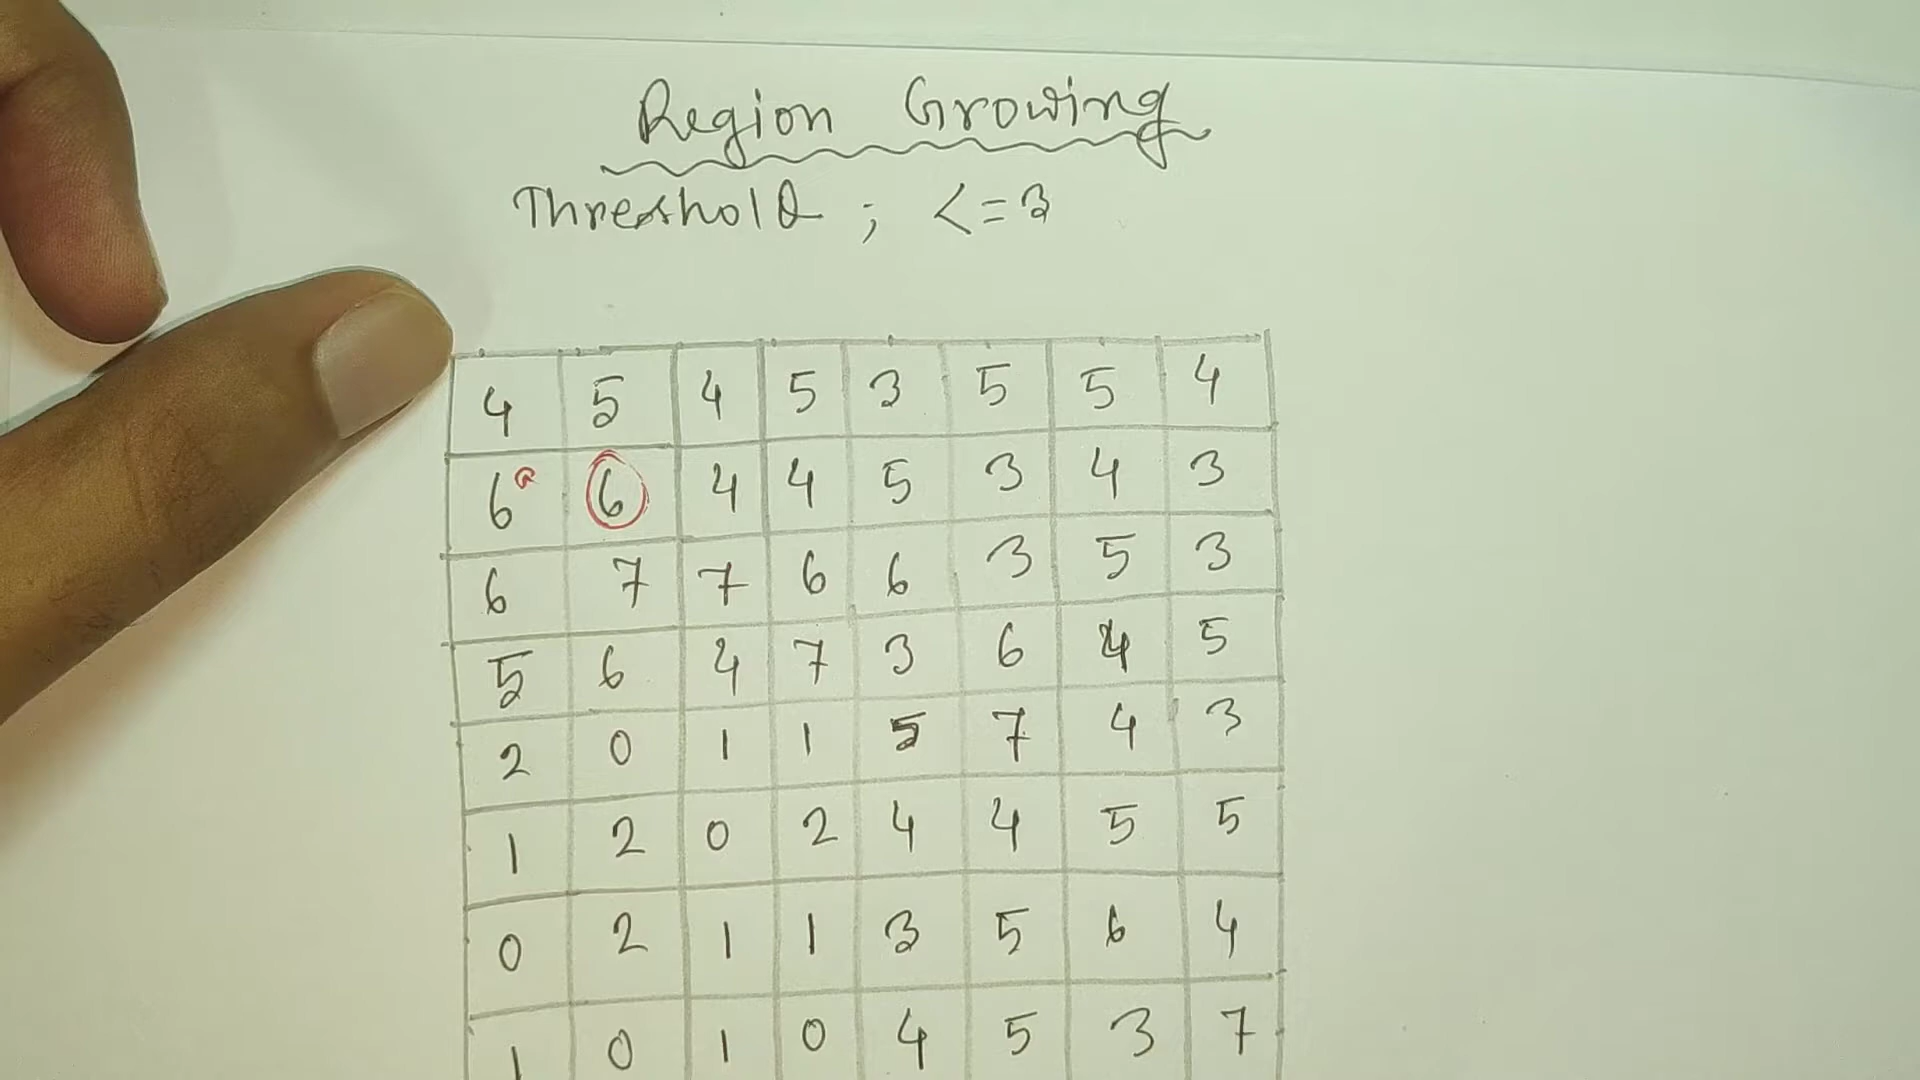 Region Growing
Threshold ; <=3
4 5 4 5 3 5 5 4
6 a 6 4 4 5 3 4 3
6 7 7 6 6 3 5 3
5 6 4 7 3 6 4 5
2 0 1 1 5 7 4 3
1 2 0 2 4 4 5 5
0 2 1 1 3 5 6 4
1 0 1 0 4 5 3 7